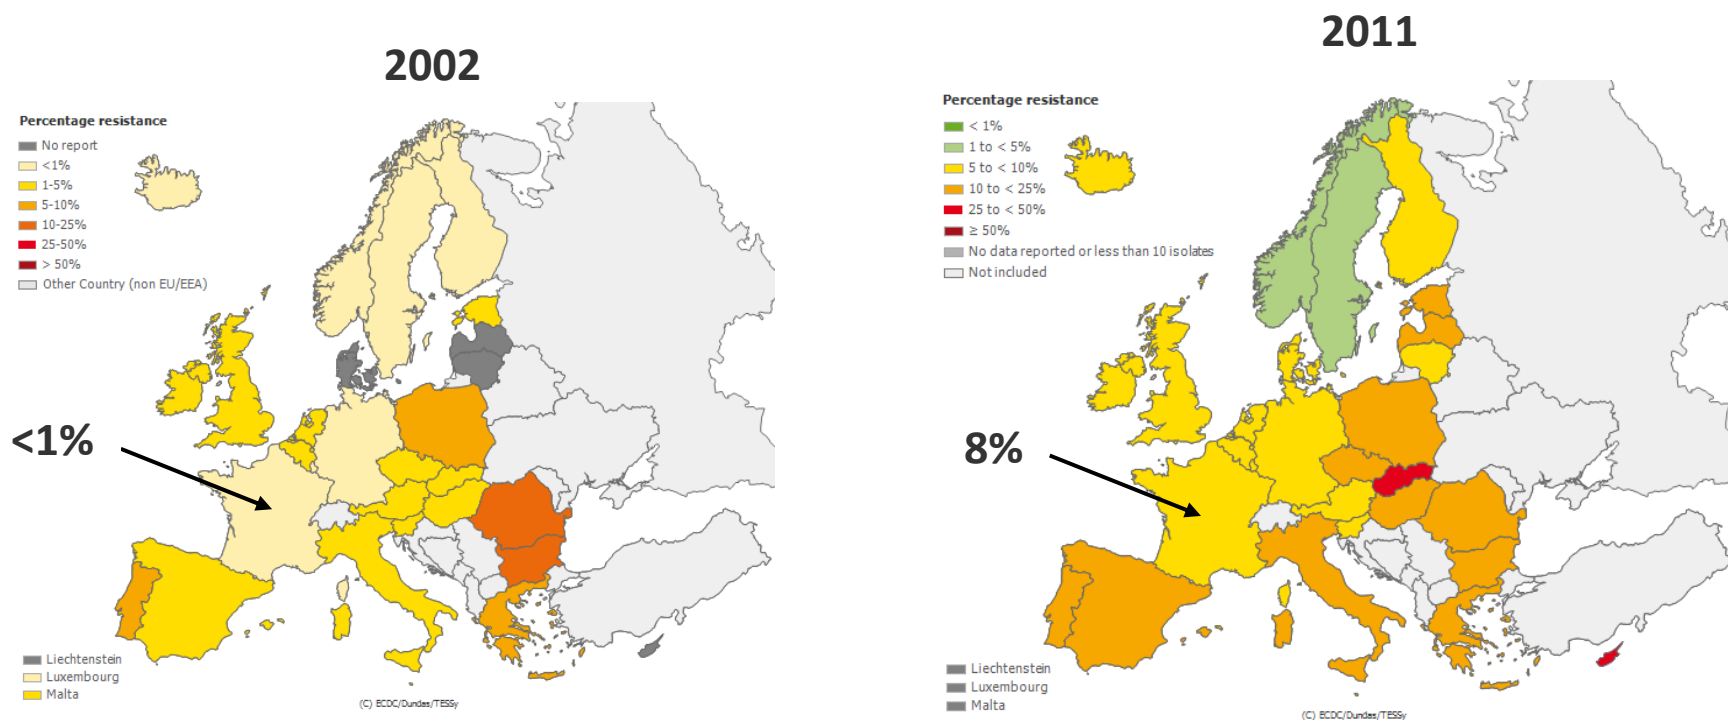 2002
Percentage resistance
No report
<1%
1-5%
5-10%
10-25%
25-50%
> 50%
Other Country (non EU/EEA)
<1%
Liechtenstein
Luxembourg
Malta
(C) ECDC/Dundas/TESSy
2011
Percentage resistance
< 1%
1 to < 5%
5 to < 10%
10 to < 25%
25 to < 50%
≥ 50%
No data reported or less than 10 isolates
Not included
8%
Liechtenstein
Luxembourg
Malta
(C) ECDC/Dundas/TESSy